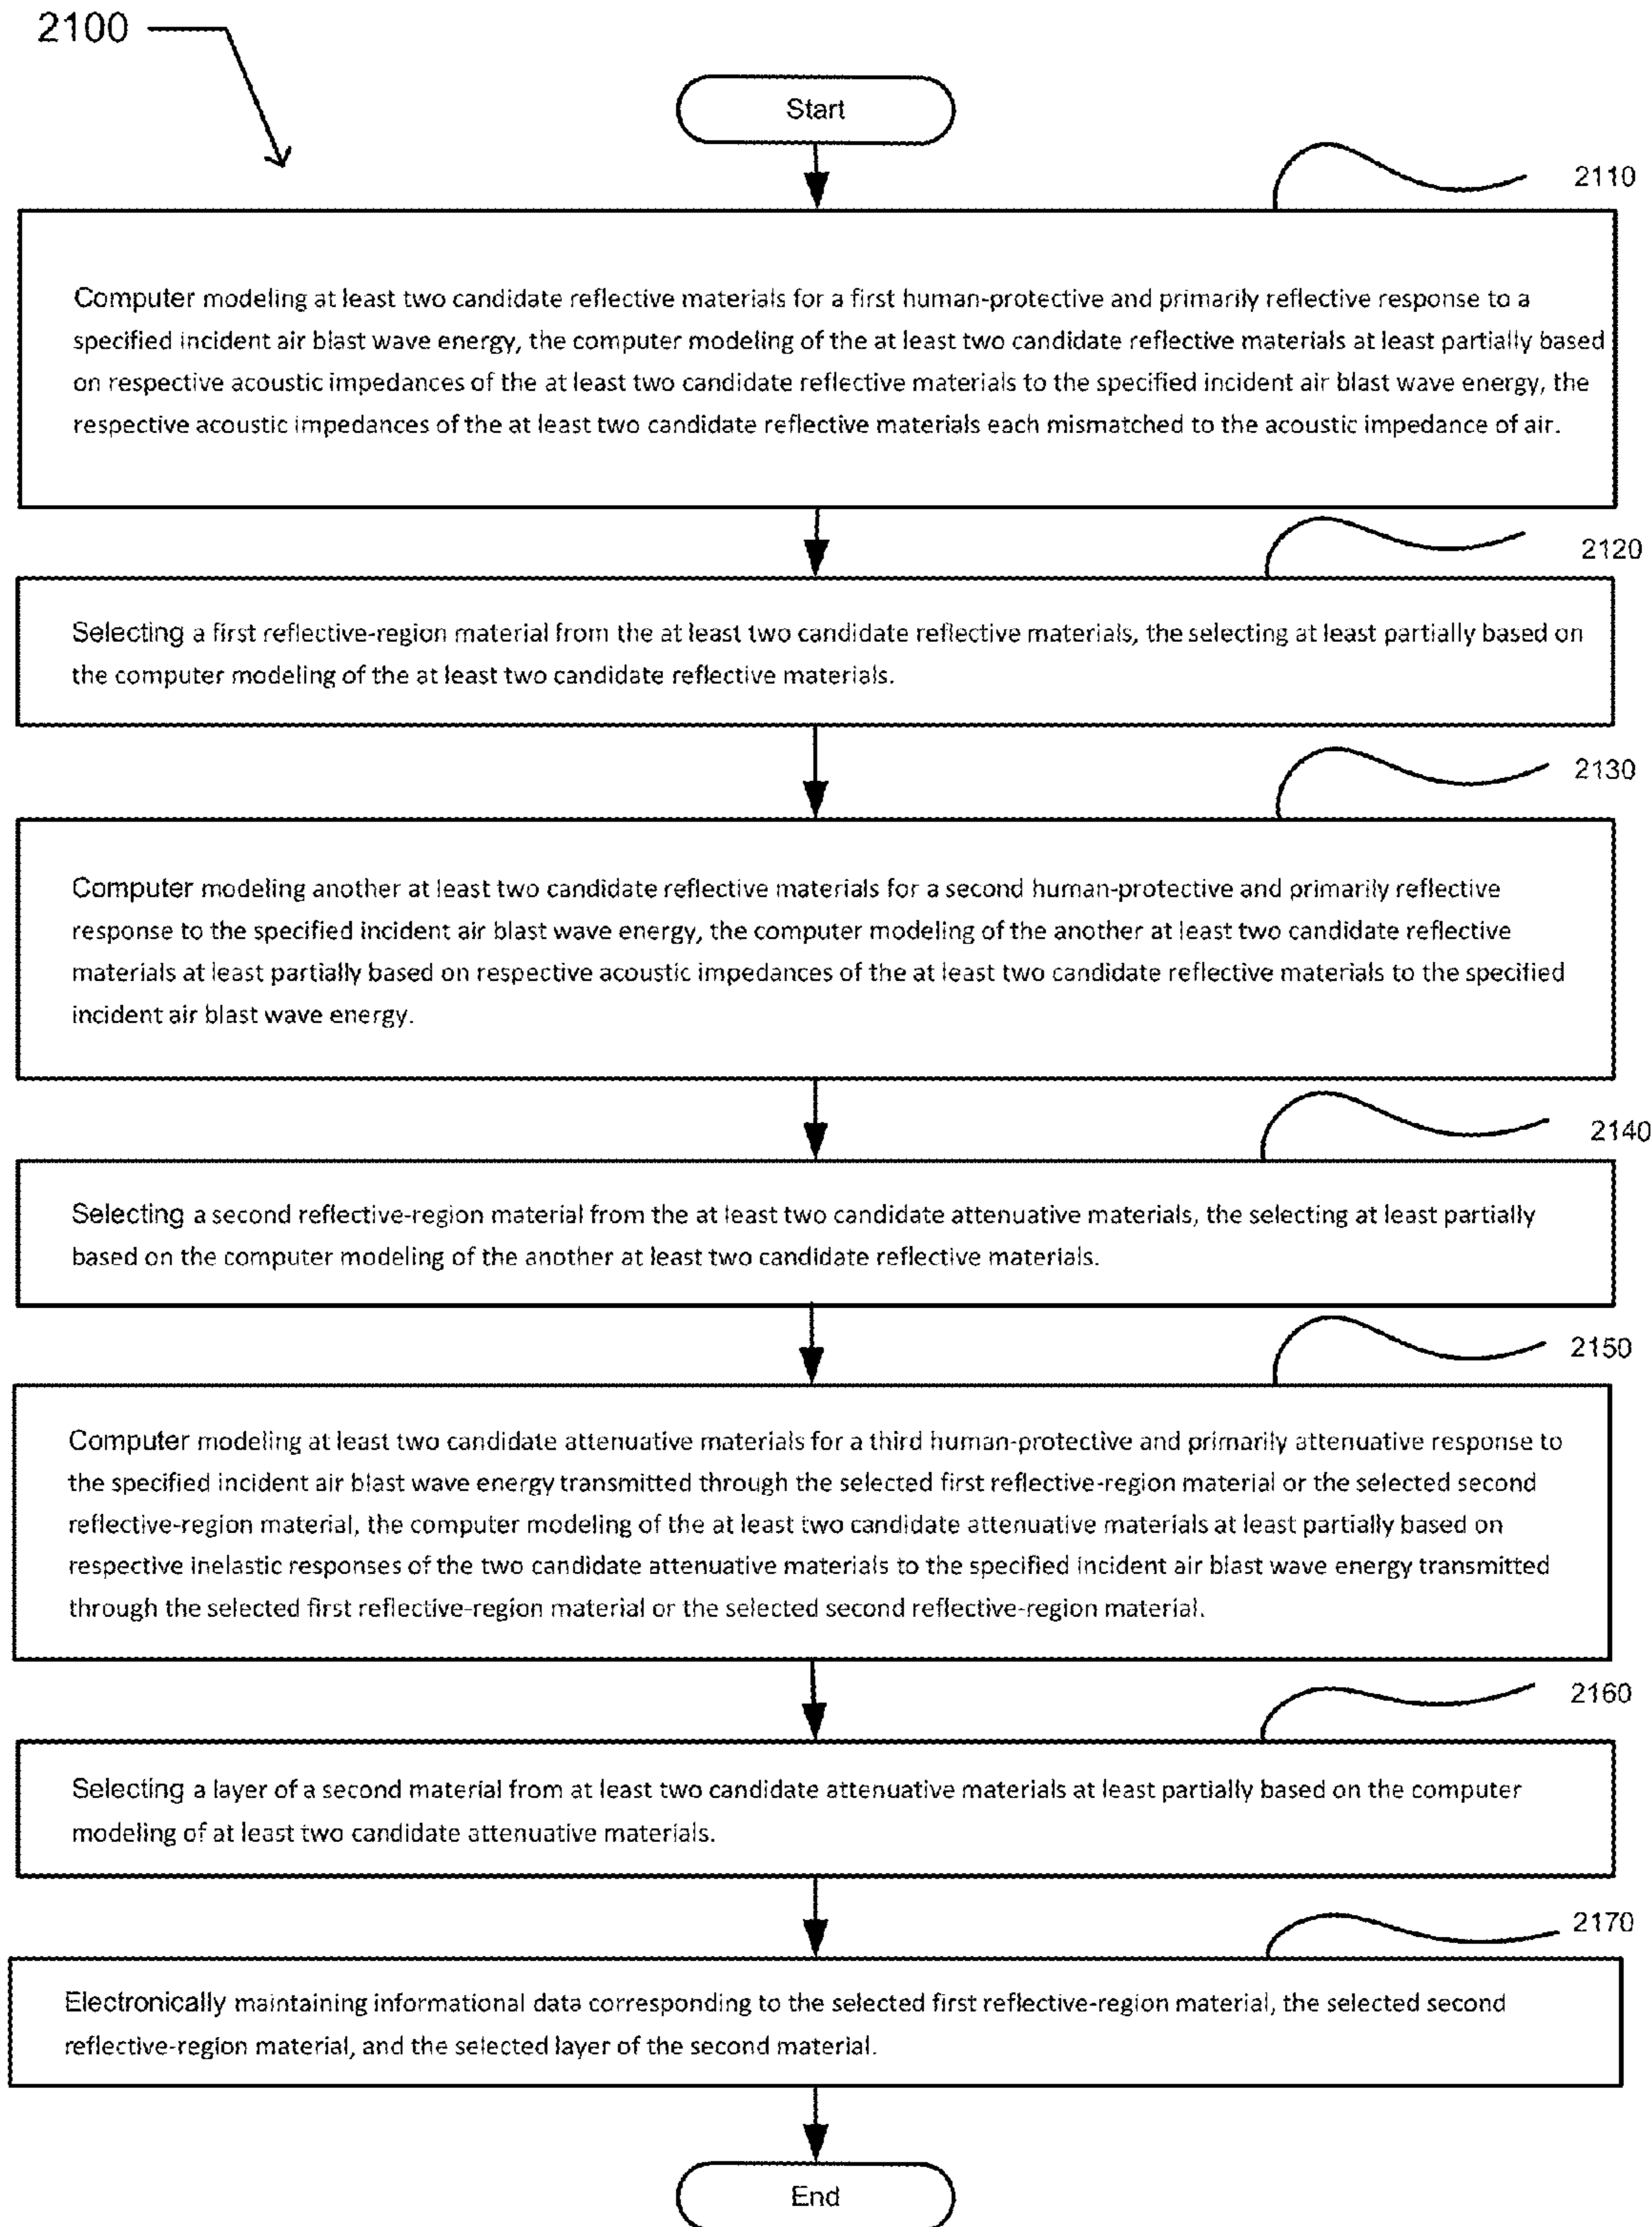 2100
Start
2110
Computer modeling at least two candidate reflective materials for a first human-protective and primarily reflective response to a
specified incident air blast wave energy, the computer modeling of the at least two candidate reflective materials at least partially based
on respective acoustic impedances of the at least two candidate reflective materials to the specified incident air blast wave energy, the
respective acoustic impedances of the at least two candidate reflective materials each mismatched to the acoustic impedance of air.
2120
Selecting a first reflective-region material from the at least two candidate reflective materials, the selecting at least partially based on
the computer modeling of the at least two candidate reflective materials.
2130
Computer modeling another at least two candidate reflective materials for a second human-protective and primarily reflective
response to the specified incident air blast wave energy, the computer modeling of the another at least two candidate reflective
materials at least partially based on respective acoustic impedances of the at least two candidate reflective materials to the specified
incident air blast wave energy.
2140
Selecting a second reflective-region material from the at least two candidate attenuative materials, the selecting at least partially
based on the computer modeling of the another at least two candidate reflective materials.
2150
Computer modeling at least two candidate attenuative materials for a third human-protective and primarily attenuative response to
the specified incident air blast wave energy transmitted through the selected first reflective-region material or the selected second
reflective-region material, the computer modeling of the at least two candidate attenuative materials at least partially based on
respective inelastic responses of the two candidate attenuative materials to the specified incident air blast wave energy transmitted
through the selected first reflective-region material or the selected second reflective-region material.
2160
Selecting a layer of a second material from at least two candidate attenuative materials at least partially based on the computer
modeling of at least two candidate attenuative materials.
2170
Electronically maintaining informational data corresponding to the selected first reflective-region material, the selected second
reflective-region material, and the selected layer of the second material.
End